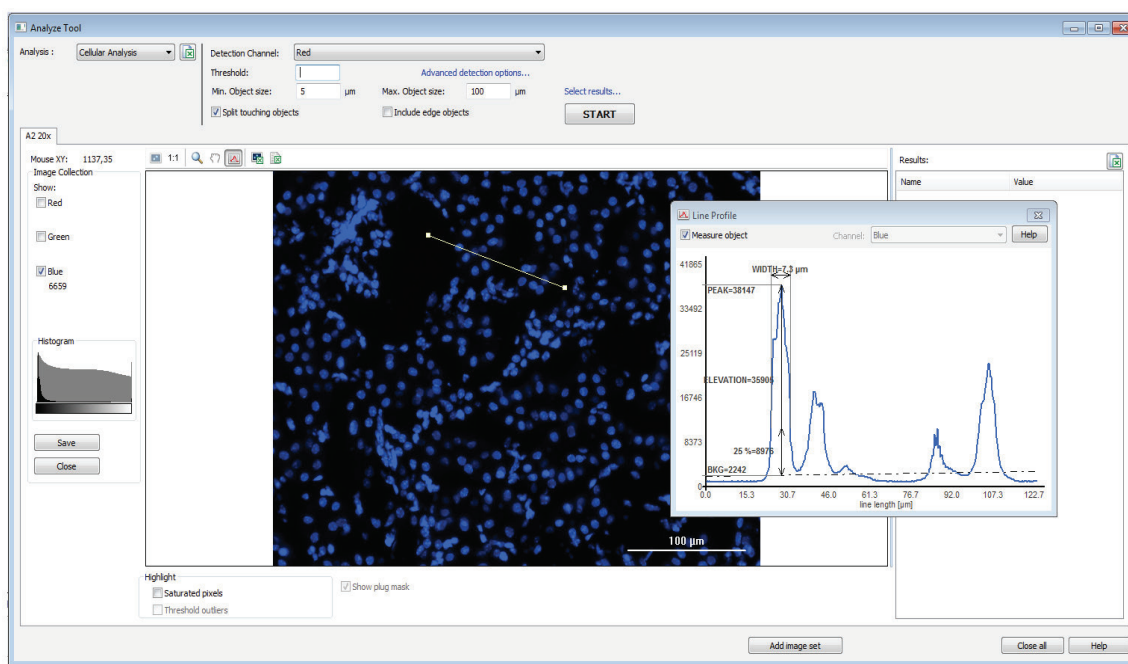 Analyze Tool
Analysis : Cellular Analysis
Detection Channel: Red
Threshold: Advanced detection options...
Min. Object size: 5 µm Max. Object size: 100 µm Select results...
Split touching objects Include edge objects START
A2 20x
Mouse XY: 1137,35
1:1
Image Collection
Show:
Red
Green
Blue
6659
Histogram
Save
Close
100 µm
Highlight
Saturated pixels
Threshold outliers
Show plug mask
Results:
Name Value
Line Profile
Measure object Channel: Blue Help
41865
WIDTH=7,3 µm
PEAK=38147
33492
25119
ELEVATION=35906
16746
8373
25 %=8976
BKG=2242
0
0.0 15.3 30.7 46.0 61.3 76.7 92.0 107.3 122.7
line length [µm]
Add image set Close all Help